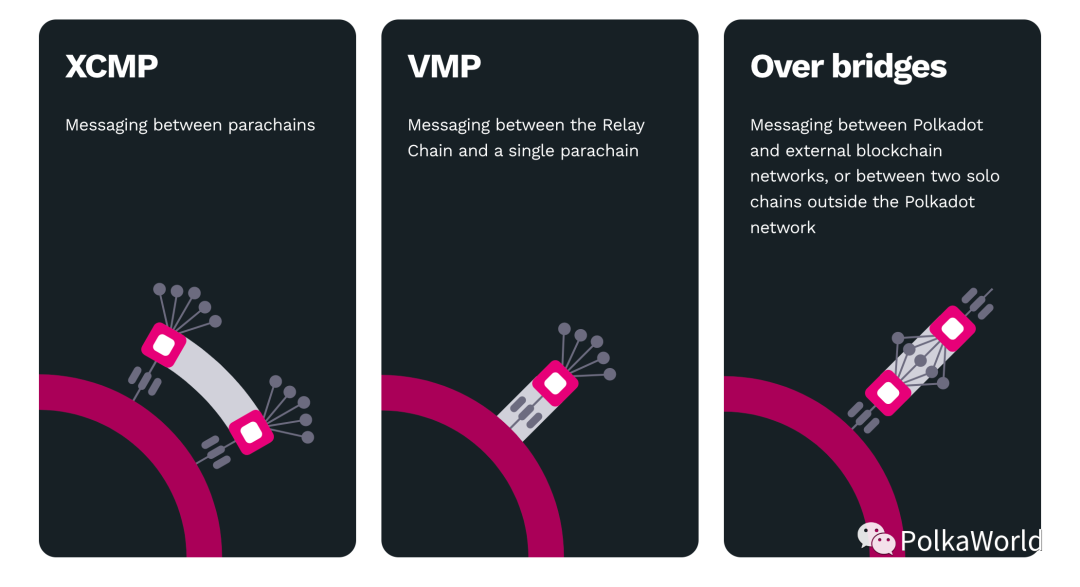 XCMP
Messaging between parachains
VMP
Messaging between the Relay
Chain and a single parachain
Over bridges
Messaging between Polkadot
and external blockchain
networks, or between two solo
chains outside the Polkadot
network
PolkaWorld